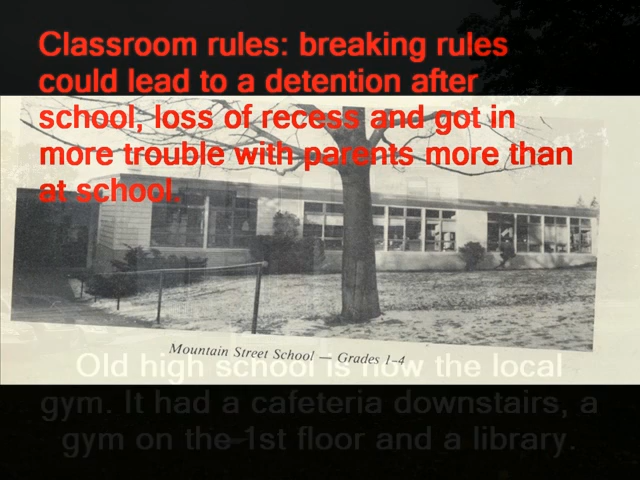 Classroom rules: breaking rules
could lead to a detention after
school, loss of recess and got in
more trouble with parents more than
at school.
Mountain Street School — Grades 1-4
Old high school is now the local
gym. It had a cafeteria downstairs, a
gym on the 1st floor and a library.